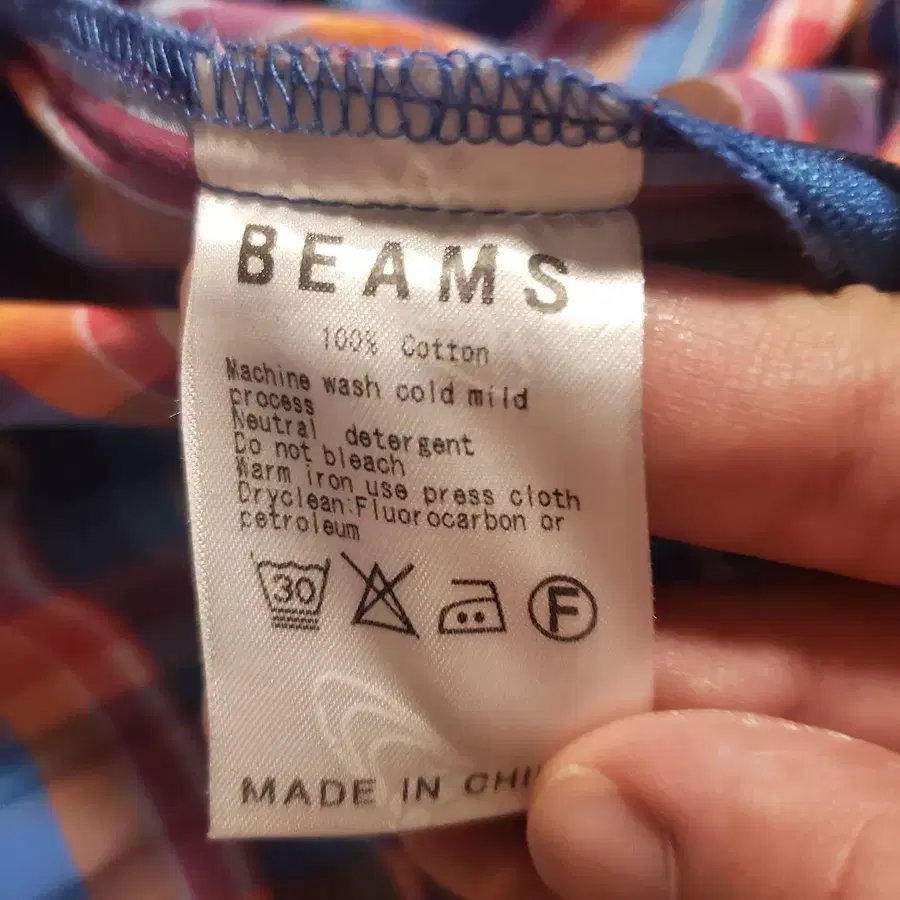 BEAMS
100% Cotton
Machine wash cold mild
process
Neutral detergent
Do not bleach
Warm iron use press cloth
Dryclean:Fluorocarbon or
petroleum
30
F
MADE IN